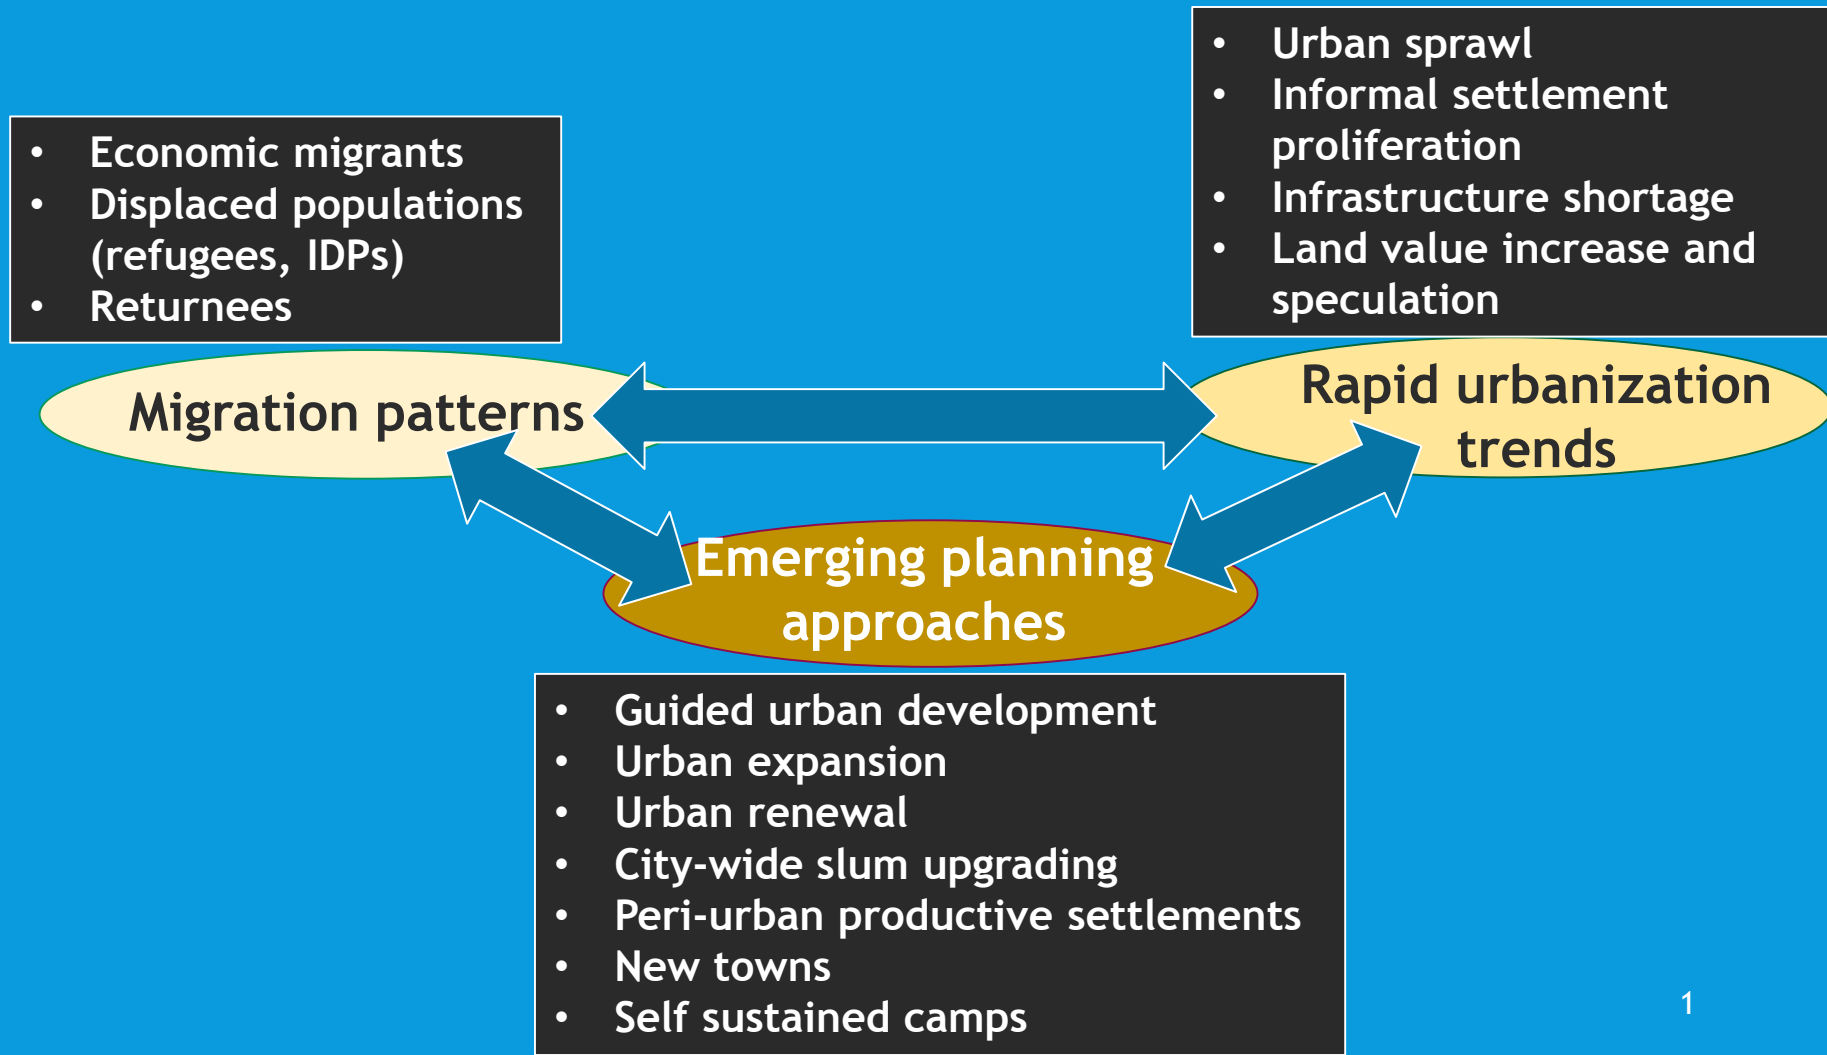 • Economic migrants
• Displaced populations
(refugees, IDPs)
• Returnees
• Urban sprawl
• Informal settlement
proliferation
• Infrastructure shortage
• Land value increase and
speculation
Migration patterns
Rapid urbanization
trends
Emerging planning
approaches
• Guided urban development
• Urban expansion
• Urban renewal
• City-wide slum upgrading
• Peri-urban productive settlements
• New towns
• Self sustained camps
1